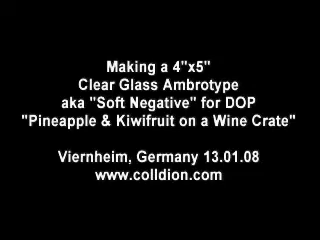 Making a 4"x5"
Clear Glass Ambrotype
aka "Soft Negative" for DOP
"Pineapple & Kiwifruit on a Wine Crate"
Viernheim, Germany 13.01.08
www.colldion.com